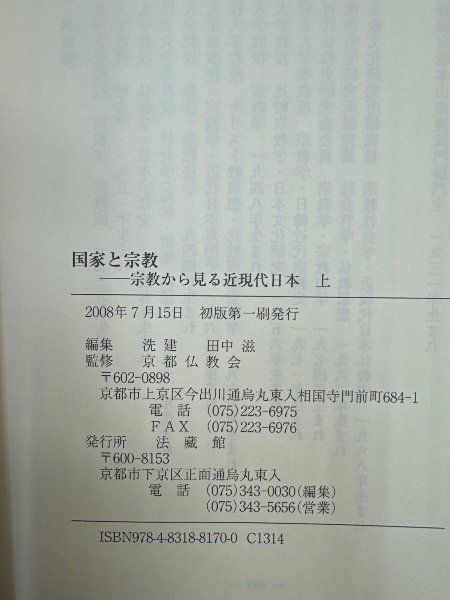 国家と宗教
――宗教から見る近現代日本　上
2008年7月15日　初版第一刷発行
編集　洗　建　　田中　滋
監修　京都仏教会
〒602-0898
京都市上京区今出川通烏丸東入相国寺門前町684-1
電　話　(075)223-6975
ＦＡＸ　(075)223-6976
発行所　法　藏　館
〒600-8153
京都市下京区正面通烏丸東入
電　話　(075)343-0030(編集)
(075)343-5656(営業)
ISBN978-4-8318-8170-0　C1314